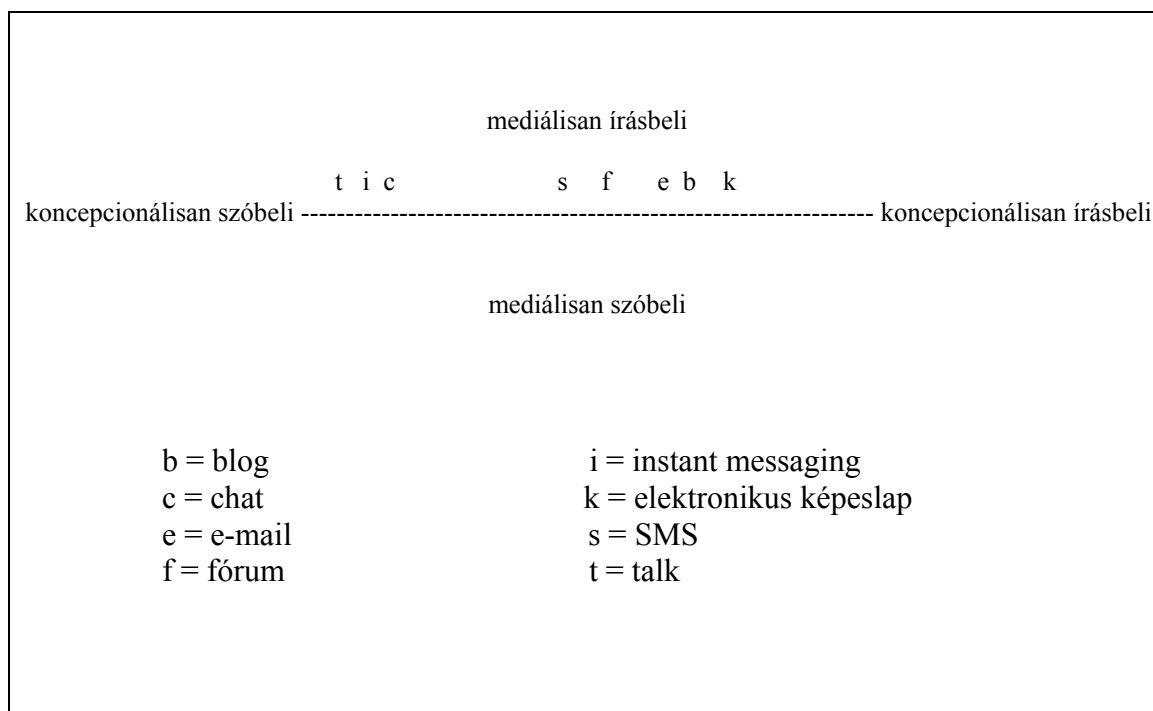 mediálisan írásbeli
t i c s f e b k
koncepcionálisan szóbeli ---------------------------------------------------------------- koncepcionálisan írásbeli
mediálisan szóbeli
b = blog i = instant messaging
c = chat k = elektronikus képeslap
e = e-mail s = SMS
f = fórum t = talk